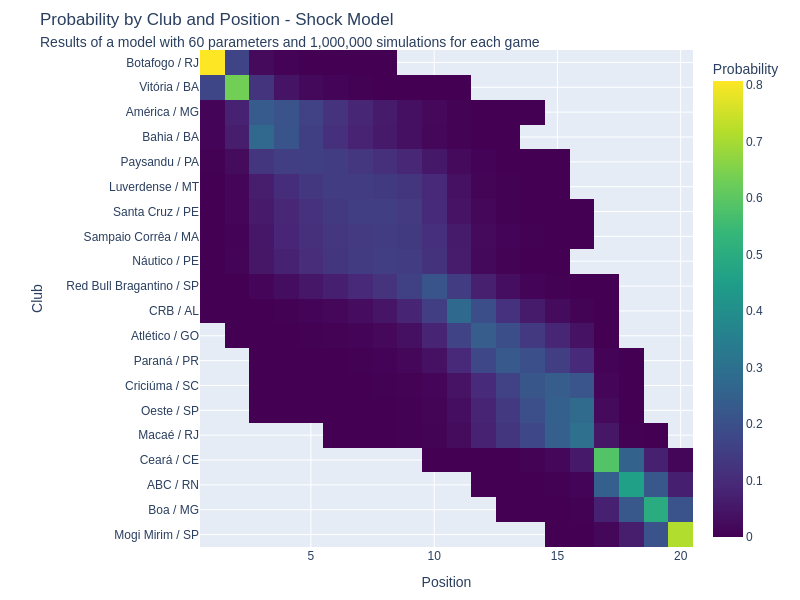 Probability by Club and Position - Shock Model
Results of a model with 60 parameters and 1,000,000 simulations for each game
Probability
Club
Botafogo / RJ
Vitória / BA
América / MG
Bahia / BA
Paysandu / PA
Luverdense / MT
Santa Cruz / PE
Sampaio Corrêa / MA
Náutico / PE
Red Bull Bragantino / SP
CRB / AL
Atlético / GO
Paraná / PR
Criciúma / SC
Oeste / SP
Macaé / RJ
Ceará / CE
ABC / RN
Boa / MG
Mogi Mirim / SP
0.8
0.7
0.6
0.5
0.4
0.3
0.2
0.1
0
5
10
15
20
Position